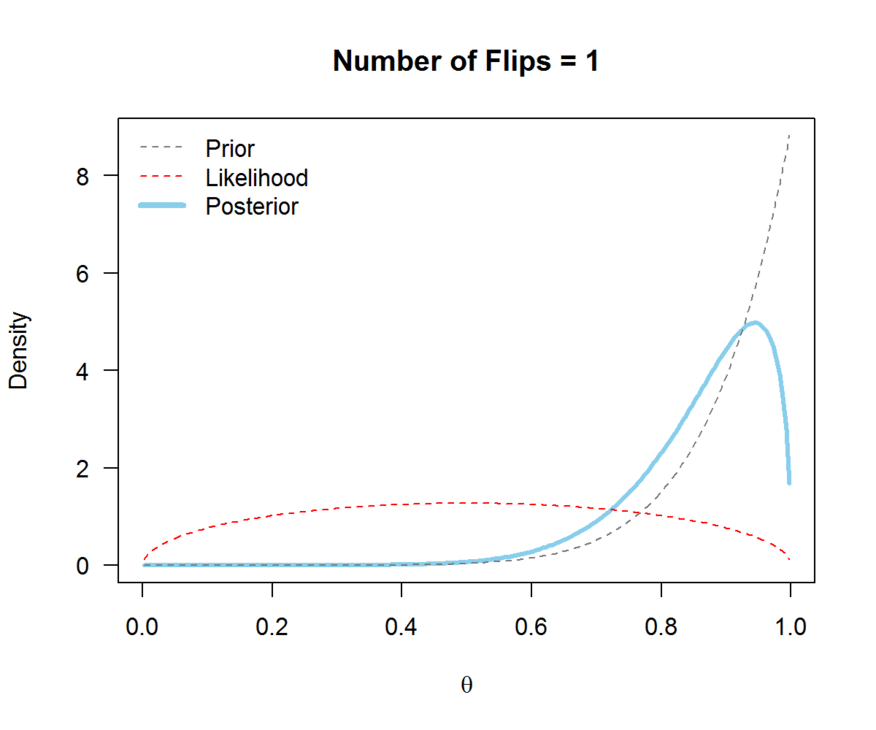 Number of Flips = 1
Prior
Likelihood
Posterior
Density
8
6
4
2
0
0.0 0.2 0.4 0.6 0.8 1.0
θ